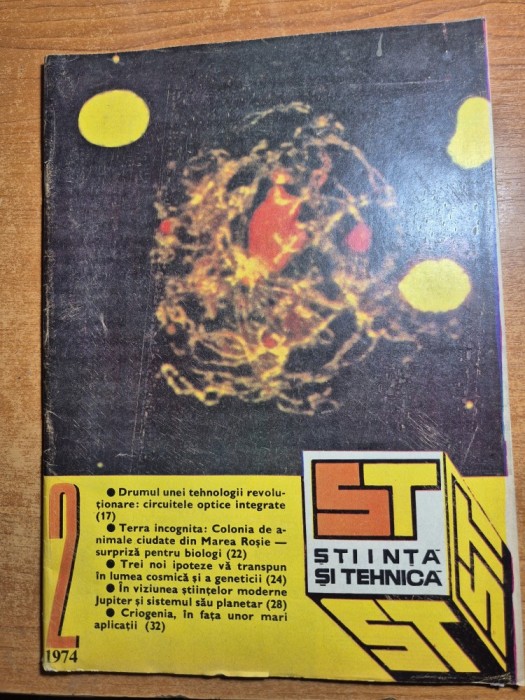 2
1974
● Drumul unei tehnologii revolu-
ționare: circuitele optice integrate
(17)
● Terra incognita: Colonia de a-
nimale ciudate din Marea Roșie —
surpriză pentru biologi (22)
● Trei noi ipoteze vă transpun
în lumea cosmică și a geneticii (24)
● În viziunea științelor moderne
Jupiter și sistemul său planetar (28)
● Criogenia, în fața unor mari
aplicații (32)
ST
ȘTIINȚĂ
ȘI TEHNICĂ
ST
ST